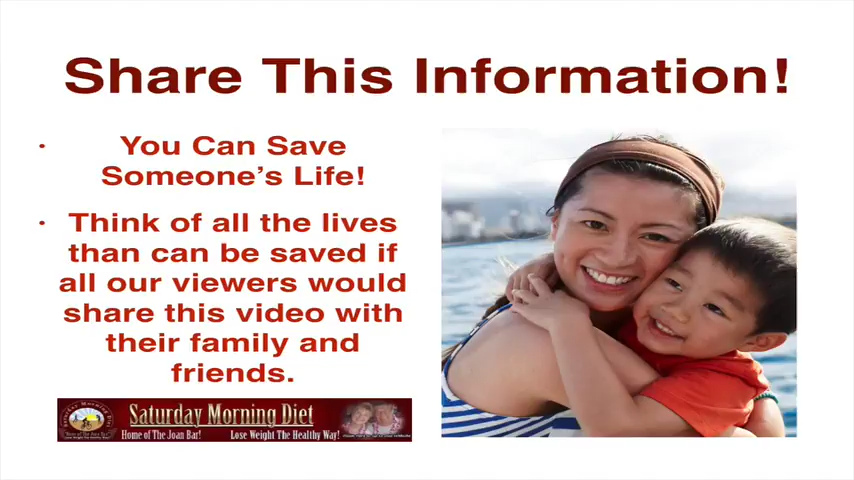 Share This Information!
• You Can Save
Someone's Life!
• Think of all the lives
than can be saved if
all our viewers would
share this video with
their family and
friends.
Saturday Morning Diet
Home of The Joan Bar! Lose Weight The Healthy Way!